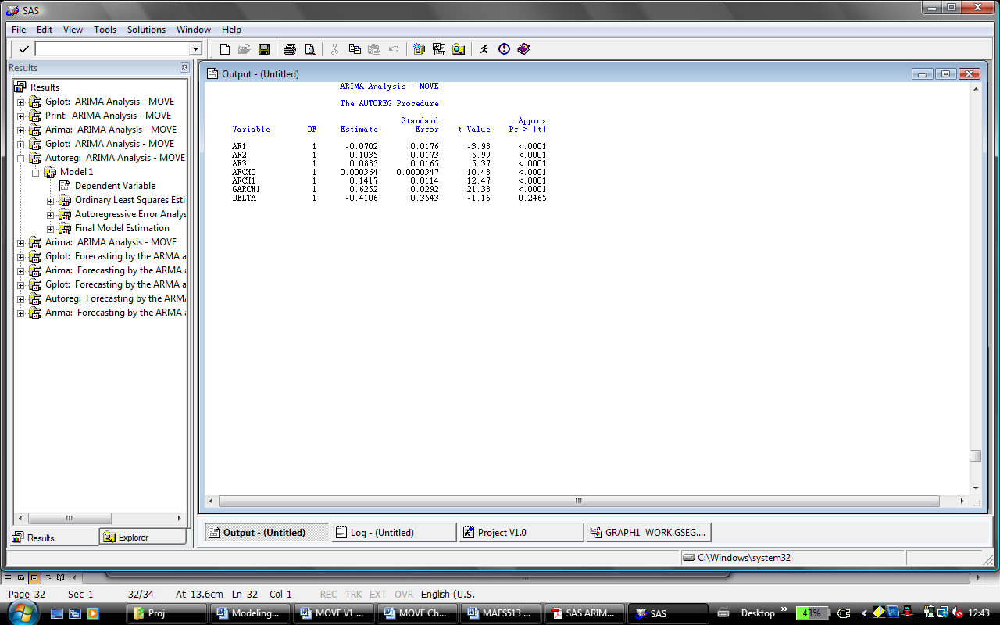 SAS
File Edit View Tools Solutions Window Help
Results
Results
Gplot: ARIMA Analysis - MOVE
Print: ARIMA Analysis - MOVE
Arima: ARIMA Analysis - MOVE
Gplot: ARIMA Analysis - MOVE
Autoreg: ARIMA Analysis - MOVE
Model 1
Dependent Variable
Ordinary Least Squares Esti
Autoregressive Error Analys
Final Model Estimation
Arima: ARIMA Analysis - MOVE
Gplot: Forecasting by the ARMA a
Arima: Forecasting by the ARMA a
Gplot: Forecasting by the ARMA a
Autoreg: Forecasting by the ARM
Arima: Forecasting by the ARMA a
Results Explorer
Output - (Untitled)
ARIMA Analysis - MOVE
The AUTOREG Procedure
Standard Approx
Variable DF Estimate Error t Value Pr > |t|
AR1 1 -0.0702 0.0176 -3.98 <.0001
AR2 1 0.1035 0.0173 5.99 <.0001
AR3 1 0.0885 0.0165 5.37 <.0001
ARCH0 1 0.000364 0.0000347 10.48 <.0001
ARCH1 1 0.1417 0.0114 12.47 <.0001
GARCH1 1 0.6252 0.0292 21.38 <.0001
DELTA 1 -0.4106 0.3543 -1.16 0.2465
Output - (Untitled) Log - (Untitled) Project V1.0 GRAPH1 WORK.GSEG....
C:\Windows\system32
Page 32 Sec 1 32/34 At 13.6cm Ln 32 Col 1 REC TRK EXT OVR English (U.S.
Proj Modeling... MOVE V1 ... MOVE Ch... MAFS513 ... SAS ARIM... SAS Desktop » 43% 12:43